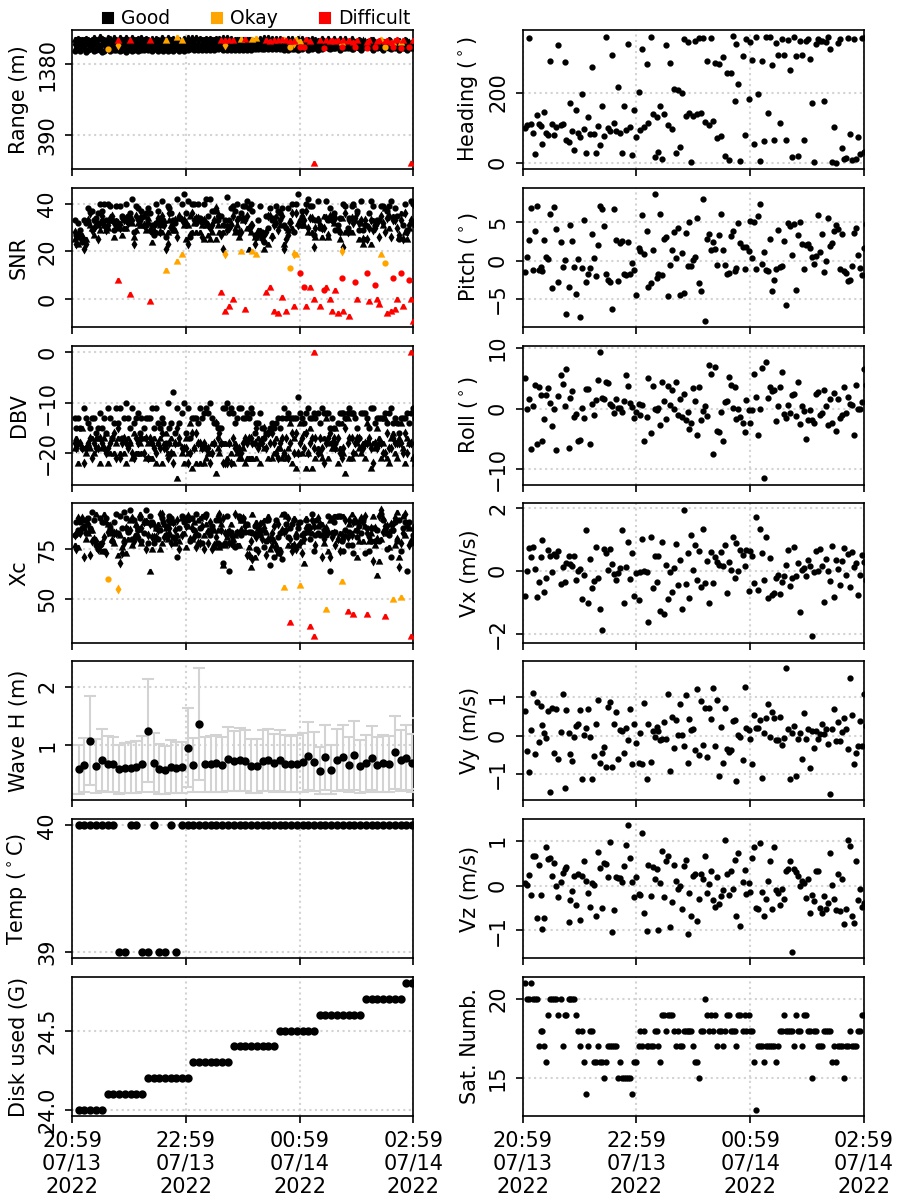 Good Okay Difficult
Range (m)
1380
390
Heading (°)
200
0
SNR
40
20
0
Pitch (°)
5
0
−5
DBV
0
−10
−20
Roll (°)
10
0
−10
Xc
75
50
Vx (m/s)
2
0
−2
Wave H (m)
2
1
Vy (m/s)
1
0
−1
Temp (°C)
40
39
Vz (m/s)
1
0
−1
Disk used (G)
24.5
24.0
Sat. Numb.
20
15
20:59 22:59 00:59 02:59
07/13 07/13 07/14 07/14
2022 2022 2022 2022
20:59 22:59 00:59 02:59
07/13 07/13 07/14 07/14
2022 2022 2022 2022